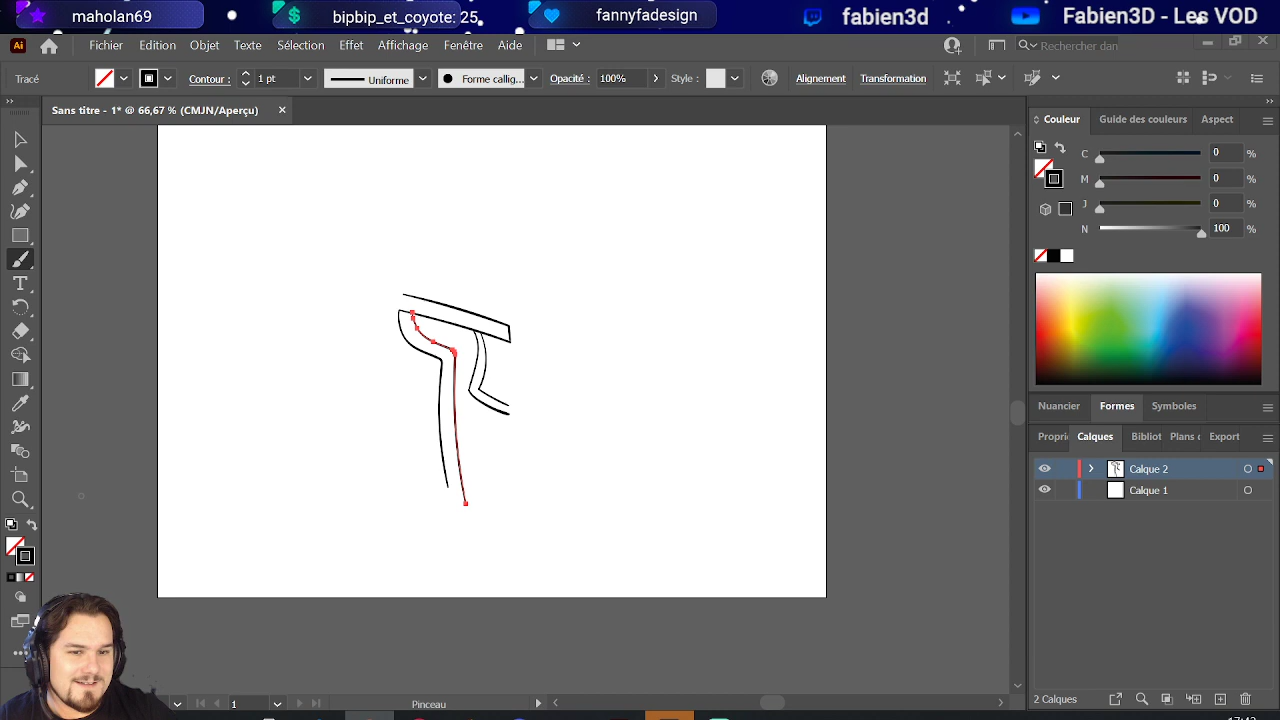 maholan69
bipbip_et_coyote: 25
fannyfadesign
fabien3d
Fabien3D - Les VOD
Ai
Fichier
Edition
Objet
Texte
Sélection
Effet
Affichage
Fenêtre
Aide
Rechercher dan
Tracé
Contour :
1 pt
Uniforme
Forme callig...
Opacité :
100%
Style :
Alignement
Transformation
Sans titre - 1* @ 66,67 % (CMJN/Aperçu)
Couleur
Guide des couleurs
Aspect
C
0
%
M
0
%
J
0
%
N
100
%
Nuancier
Formes
Symboles
Propri
Calques
Bibliot
Plans
Export
Calque 2
Calque 1
2 Calques
1
Pinceau